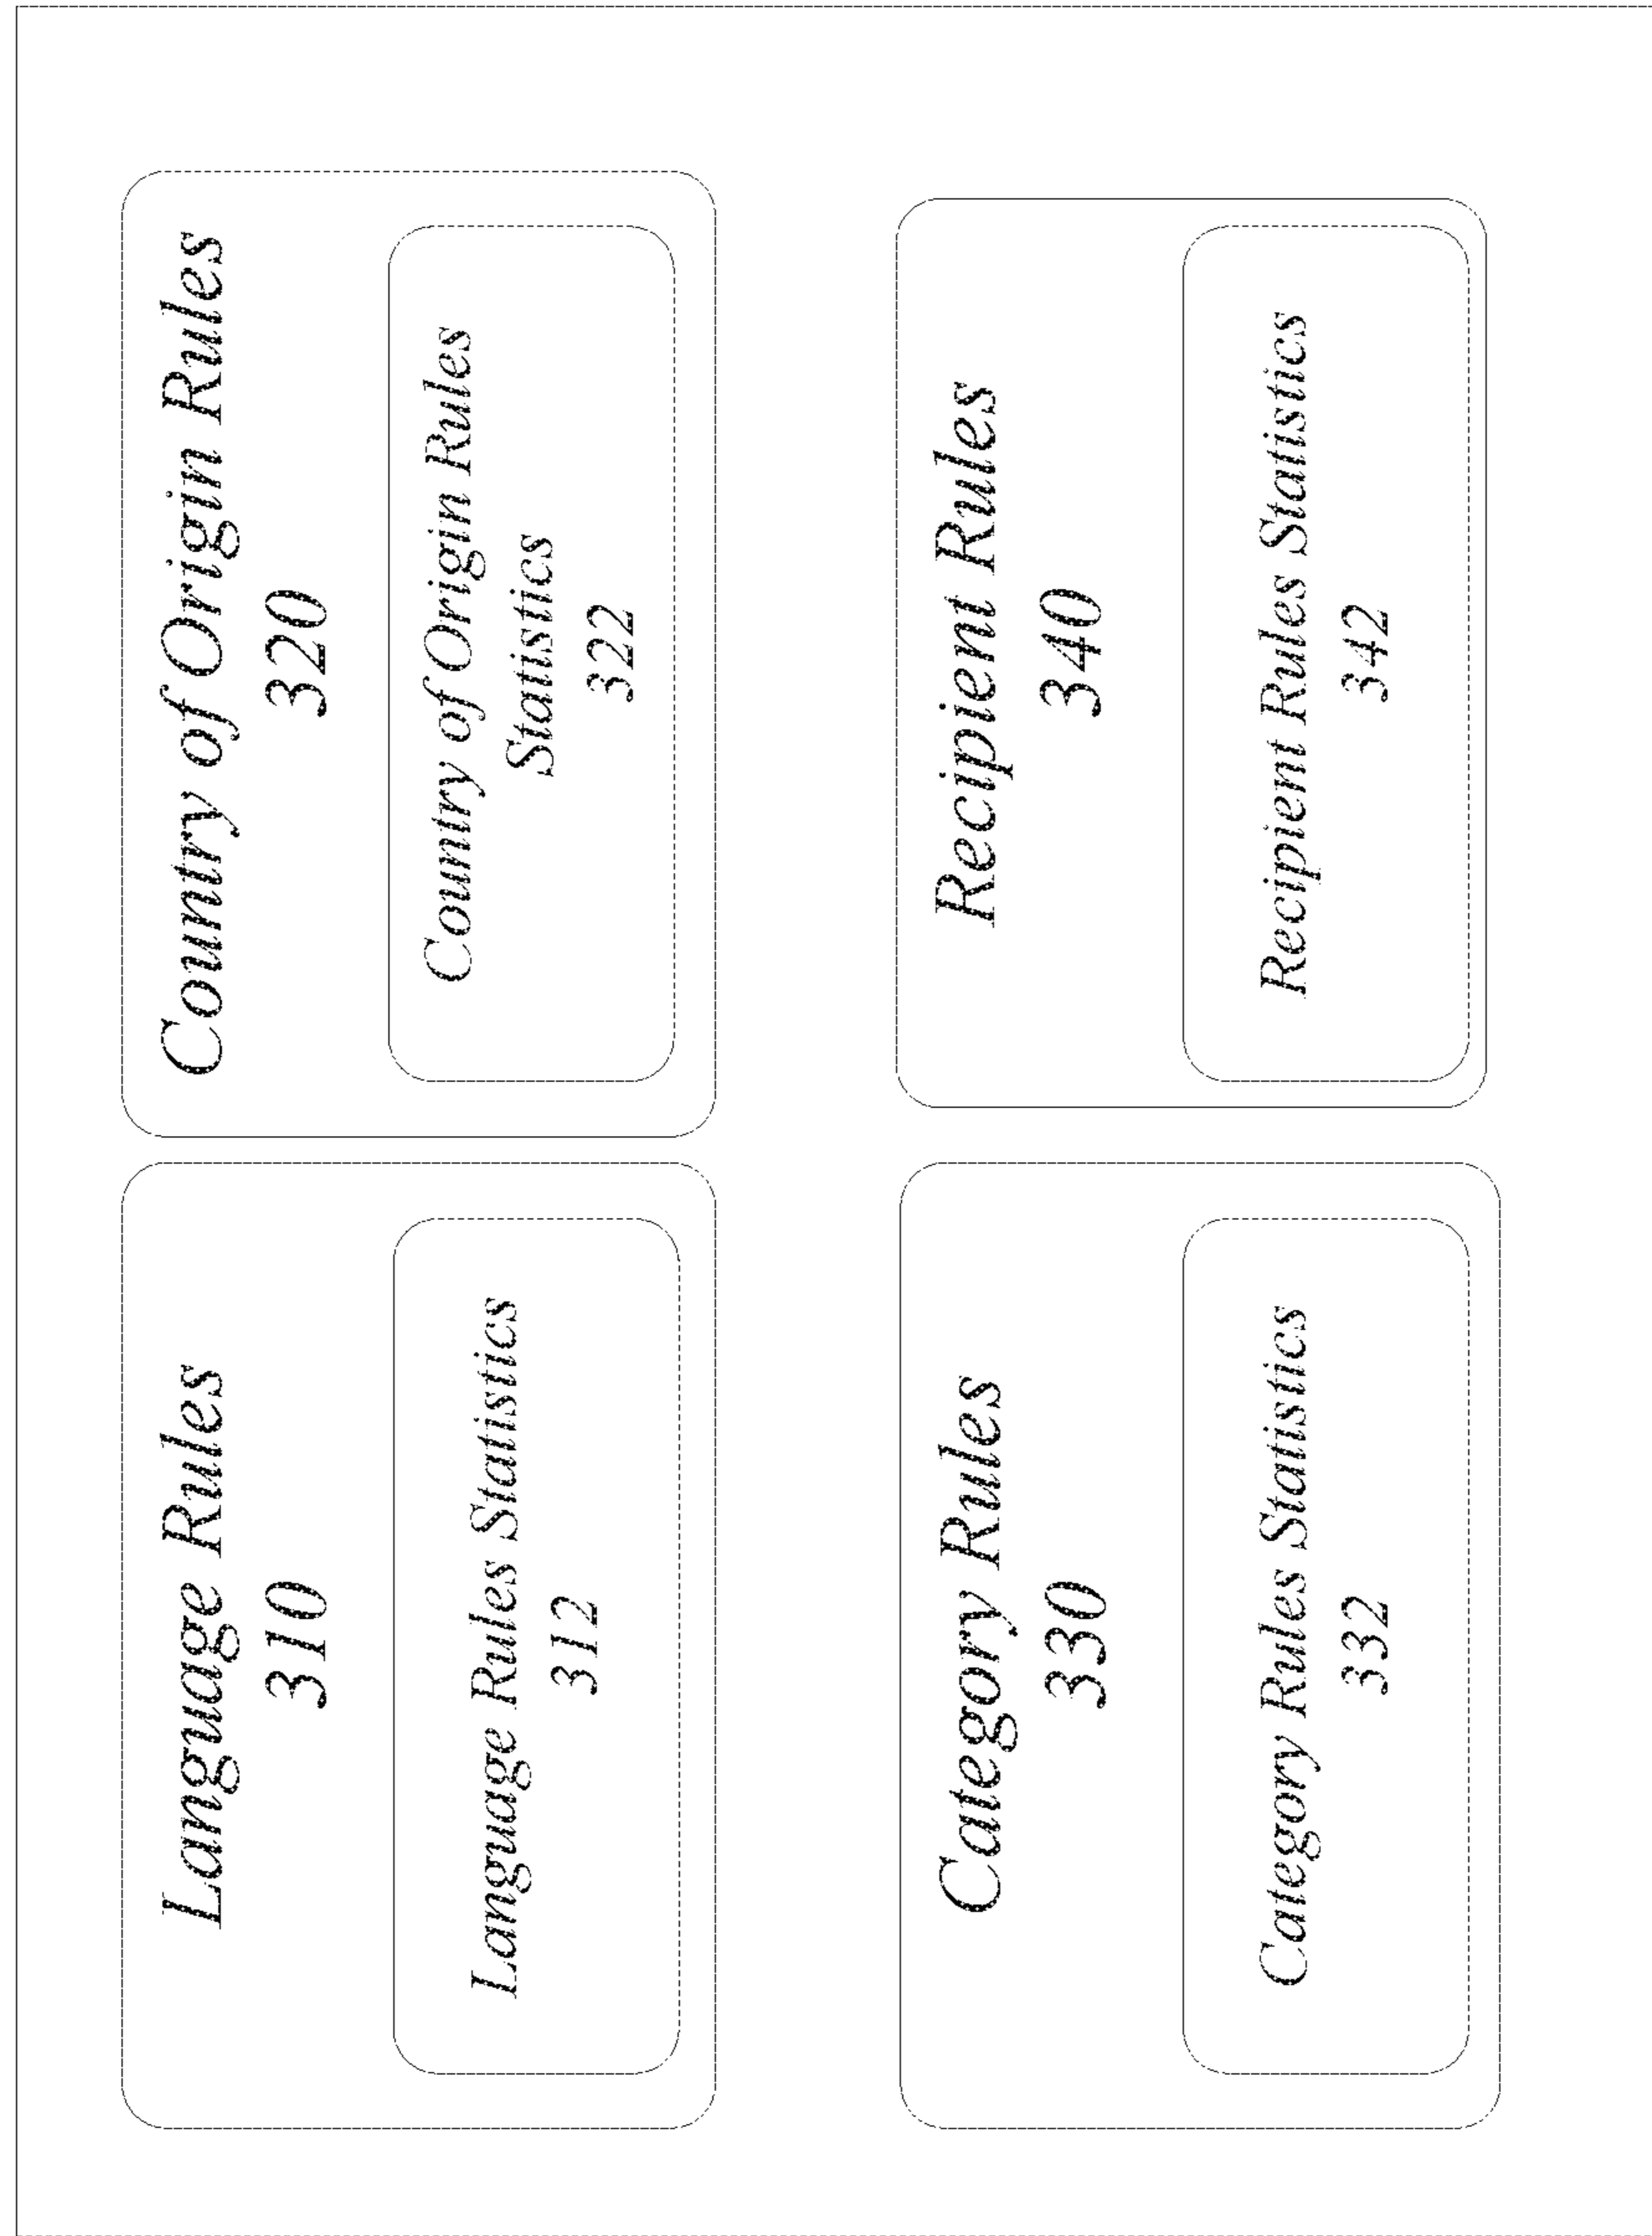 Language Rules
310
Language Rules Statistics
312
Country of Origin Rules
320
Country of Origin Rules
Statistics
322
Category Rules
330
Category Rules Statistics
332
Recipient Rules
340
Recipient Rules Statistics
342